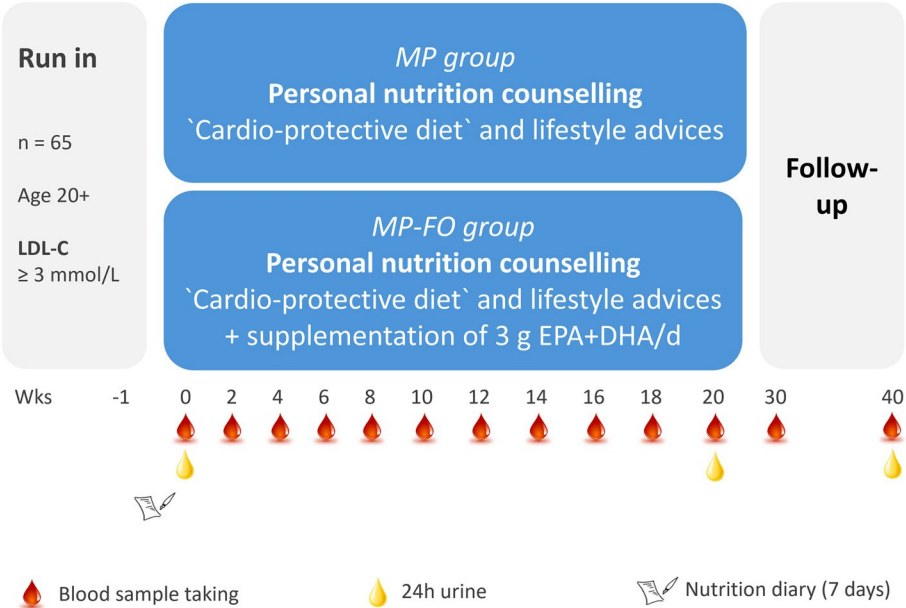 Run in
n = 65
Age 20+
LDL-C
≥ 3 mmol/L
MP group
Personal nutrition counselling
`Cardio-protective diet` and lifestyle advices
MP-FO group
Personal nutrition counselling
`Cardio-protective diet` and lifestyle advices
+ supplementation of 3 g EPA+DHA/d
Follow-
up
Wks -1 0 2 4 6 8 10 12 14 16 18 20 30 40
Blood sample taking
24h urine
Nutrition diary (7 days)